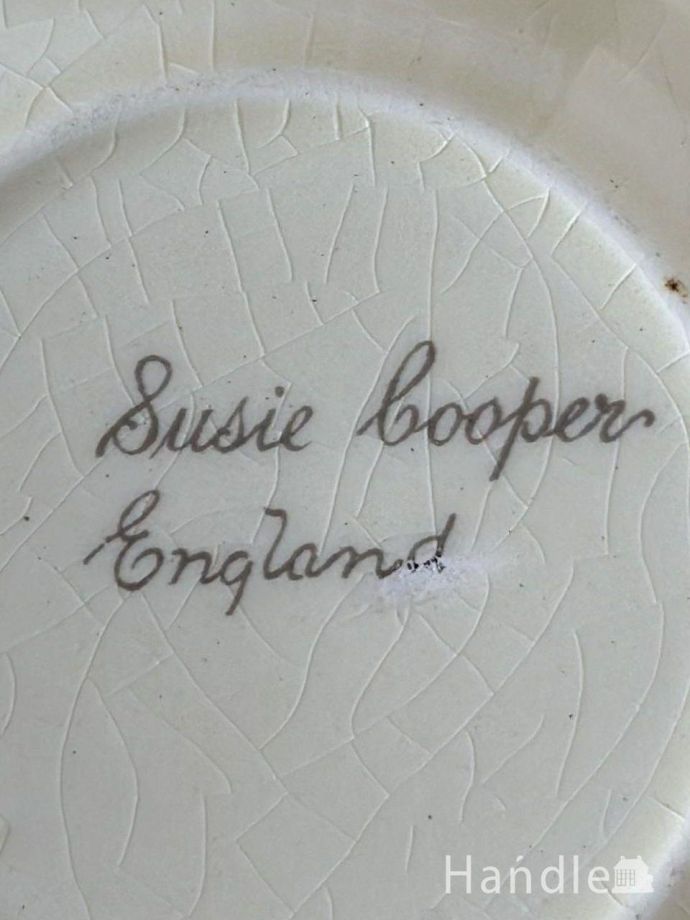 Susie Cooper
England
Handle